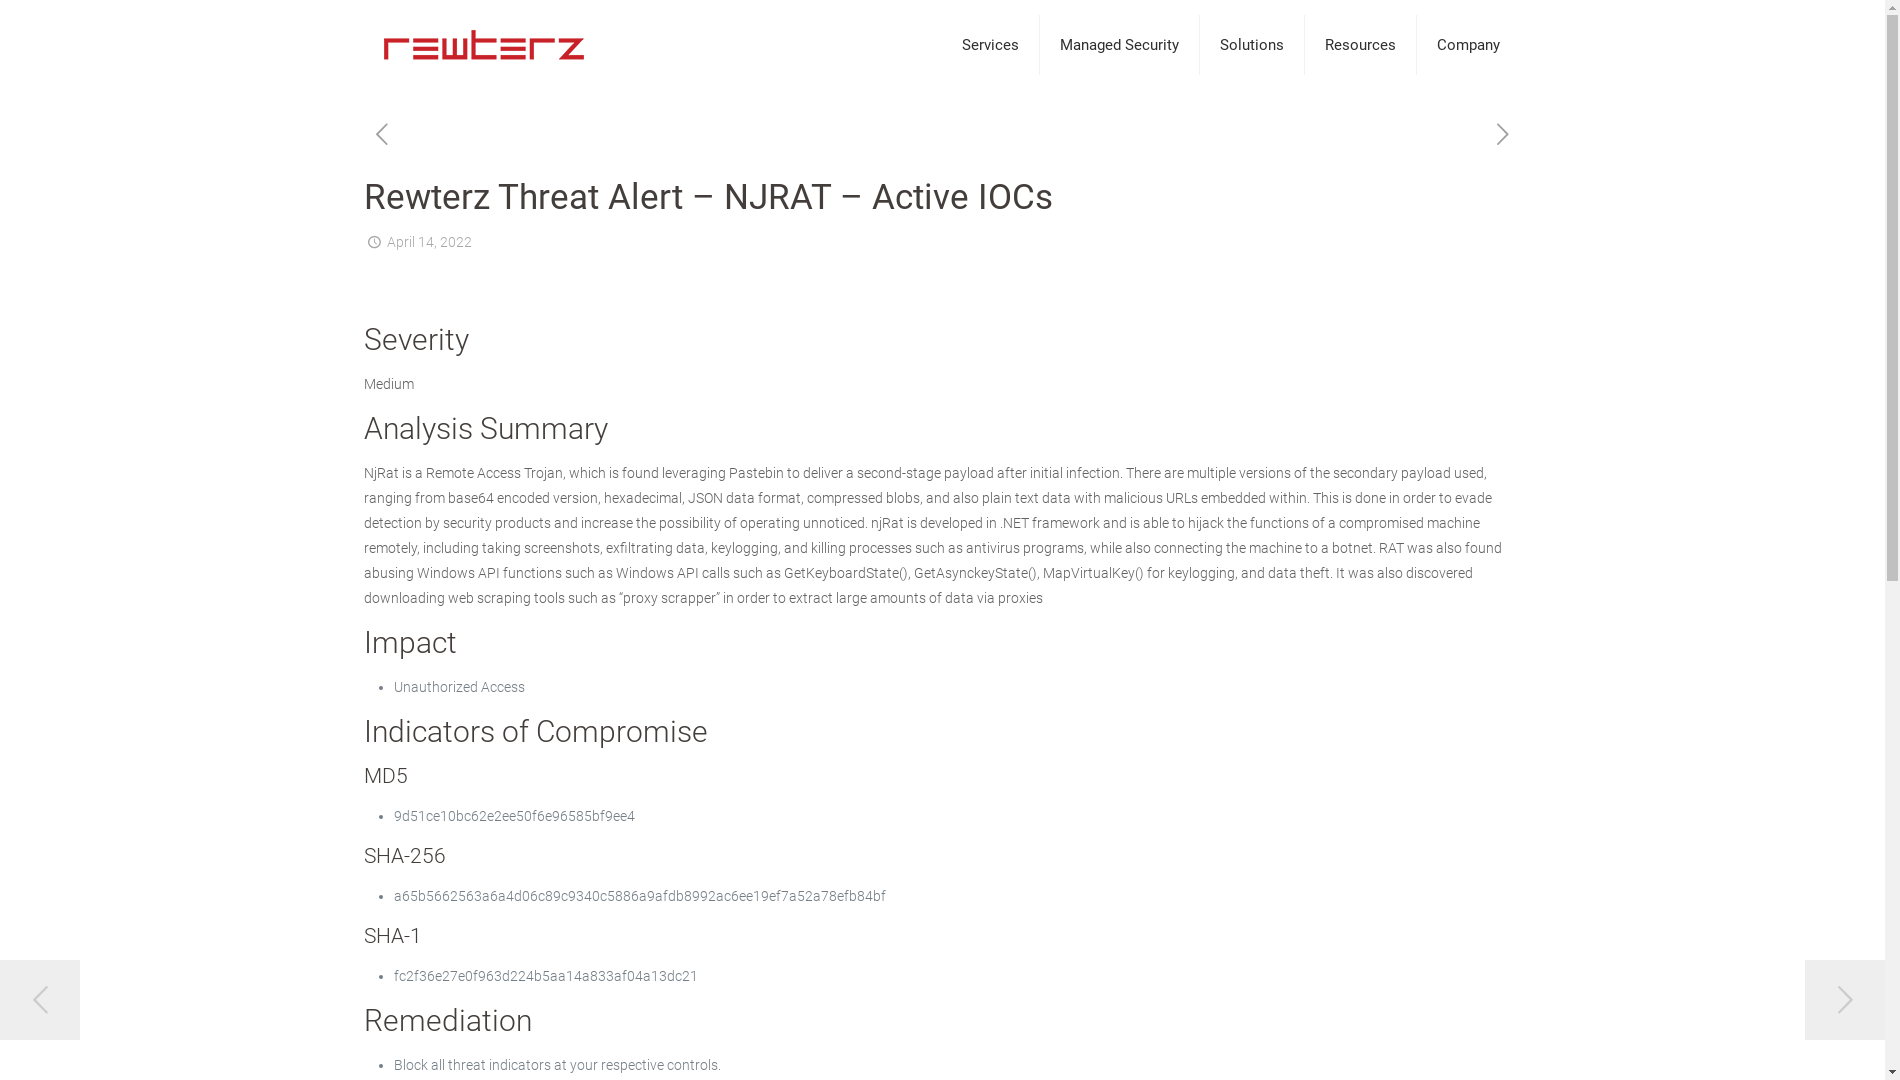 rewterz
Services
Managed Security
Solutions
Resources
Company
Rewterz Threat Alert – NJRAT – Active IOCs
April 14, 2022
Severity
Medium
Analysis Summary
NjRat is a Remote Access Trojan, which is found leveraging Pastebin to deliver a second-stage payload after initial infection. There are multiple versions of the secondary payload used,
ranging from base64 encoded version, hexadecimal, JSON data format, compressed blobs, and also plain text data with malicious URLs embedded within. This is done in order to evade
detection by security products and increase the possibility of operating unnoticed. njRat is developed in .NET framework and is able to hijack the functions of a compromised machine
remotely, including taking screenshots, exfiltrating data, keylogging, and killing processes such as antivirus programs, while also connecting the machine to a botnet. RAT was also found
abusing Windows API functions such as Windows API calls such as GetKeyboardState(), GetAsynckeyState(), MapVirtualKey() for keylogging, and data theft. It was also discovered
downloading web scraping tools such as “proxy scrapper” in order to extract large amounts of data via proxies
Impact
• Unauthorized Access
Indicators of Compromise
MD5
• 9d51ce10bc62e2ee50f6e96585bf9ee4
SHA-256
• a65b5662563a6a4d06c89c9340c5886a9afdb8992ac6ee19ef7a52a78efb84bf
SHA-1
• fc2f36e27e0f963d224b5aa14a833af04a13dc21
Remediation
• Block all threat indicators at your respective controls.